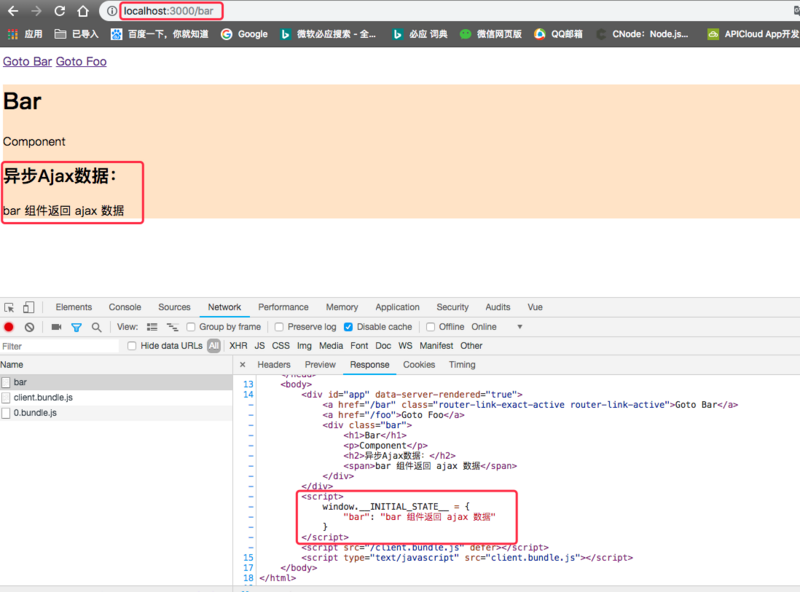 localhost:3000/bar
应用 已导入 百度一下，你就知道 Google 微软必应搜索 - 全... 必应 词典 微信网页版 QQ邮箱 CNode：Node.js... APICloud App开发
Goto Bar Goto Foo
Bar
Component
异步Ajax数据：
bar 组件返回 ajax 数据
Elements Console Sources Network Performance Memory Application Security Audits Vue
View: Group by frame Preserve log Disable cache Offline Online
Filter Hide data URLs All XHR JS CSS Img Media Font Doc WS Manifest Other
Name × Headers Preview Response Cookies Timing
bar
client.bundle.js
0.bundle.js
</head>
13 <body>
14 <div id="app" data-server-rendered="true">
- <a href="/bar" class="router-link-exact-active router-link-active">Goto Bar</a>
- <a href="/foo">Goto Foo</a>
- <div class="bar">
- <h1>Bar</h1>
- <p>Component</p>
- <h2>异步Ajax数据：</h2>
- <span>bar 组件返回 ajax 数据</span>
- </div>
- </div>
- <script>
- window.__INITIAL_STATE__ = {
- "bar": "bar 组件返回 ajax 数据"
- }
- </script>
- <script src="/client.bundle.js" defer></script>
15 <script type="text/javascript" src="client.bundle.js"></script>
17 </body>
18 </html>